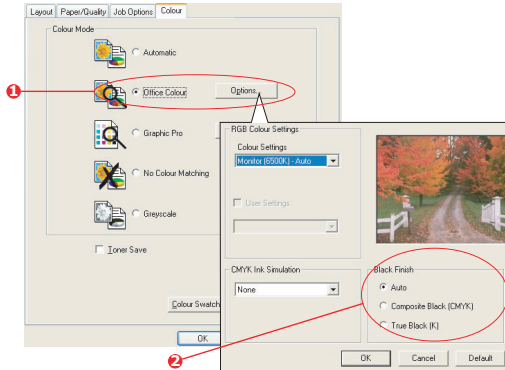 Layout Paper/Quality Job Options Colour
Colour Mode
Automatic
1
Office Colour
Options...
Graphic Pro
No Colour Matching
Greyscale
Toner Save
Colour Swatch
OK
RGB Colour Settings
Colour Settings
Monitor (6500K) - Auto
User Settings
CMYK Ink Simulation
None
Black Finish
Auto
Composite Black (CMYK)
True Black (K)
2
OK Cancel Default